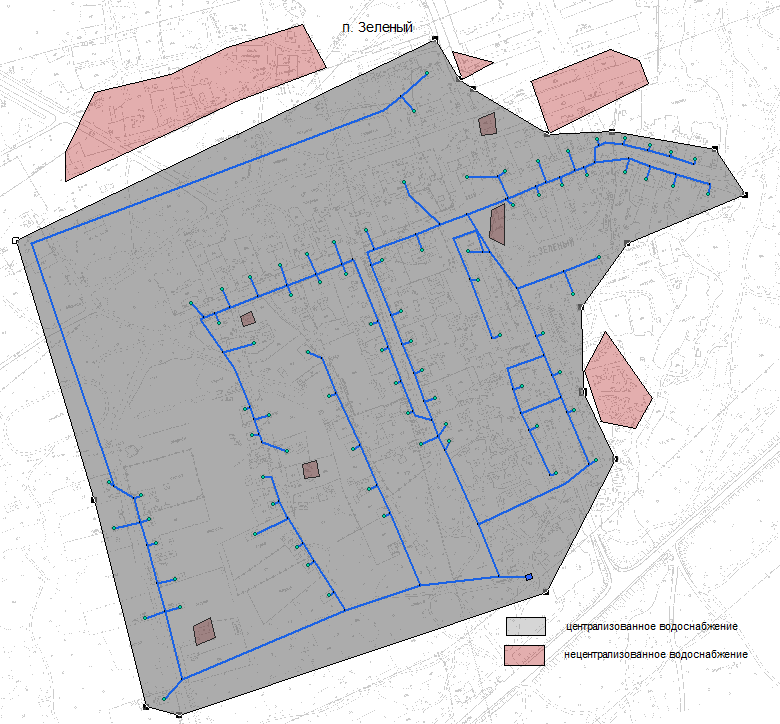 п. Зеленый
ЗЕЛЕНЫЙ
централизованное водоснабжение
нецентрализованное водоснабжение